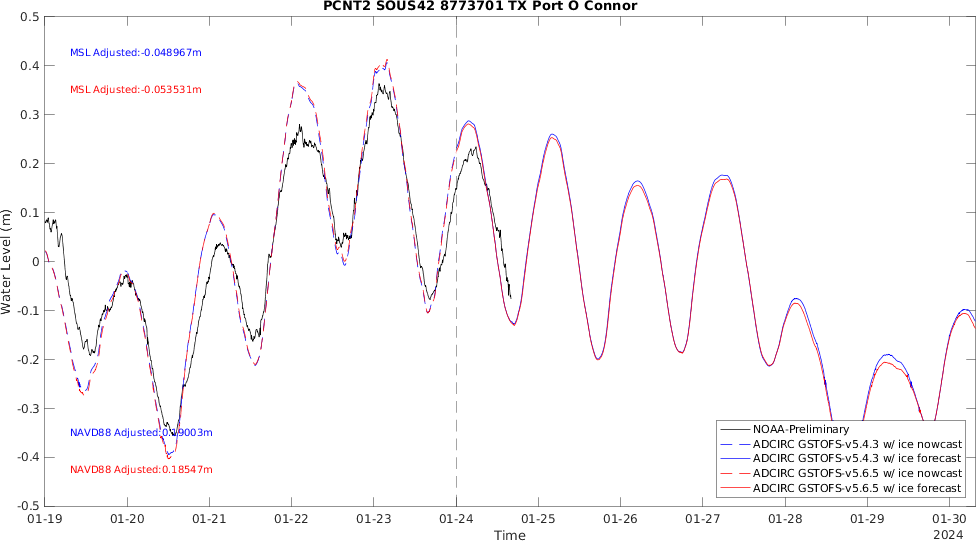 PCNT2 SOUS42 8773701 TX Port O Connor
0.5
MSL Adjusted:-0.048967m
0.4
MSL Adjusted:-0.053531m
0.3
0.2
0.1
Water Level (m)
0
-0.1
-0.2
-0.3
NAVD88 Adjusted:0.19003m
NOAA-Preliminary
ADCIRC GSTOFS-v5.4.3 w/ ice nowcast
-0.4
ADCIRC GSTOFS-v5.4.3 w/ ice forecast
NAVD88 Adjusted:0.18547m
ADCIRC GSTOFS-v5.6.5 w/ ice nowcast
ADCIRC GSTOFS-v5.6.5 w/ ice forecast
-0.5
01-19 01-20 01-21 01-22 01-23 01-24 01-25 01-26 01-27 01-28 01-29 01-30
Time
2024